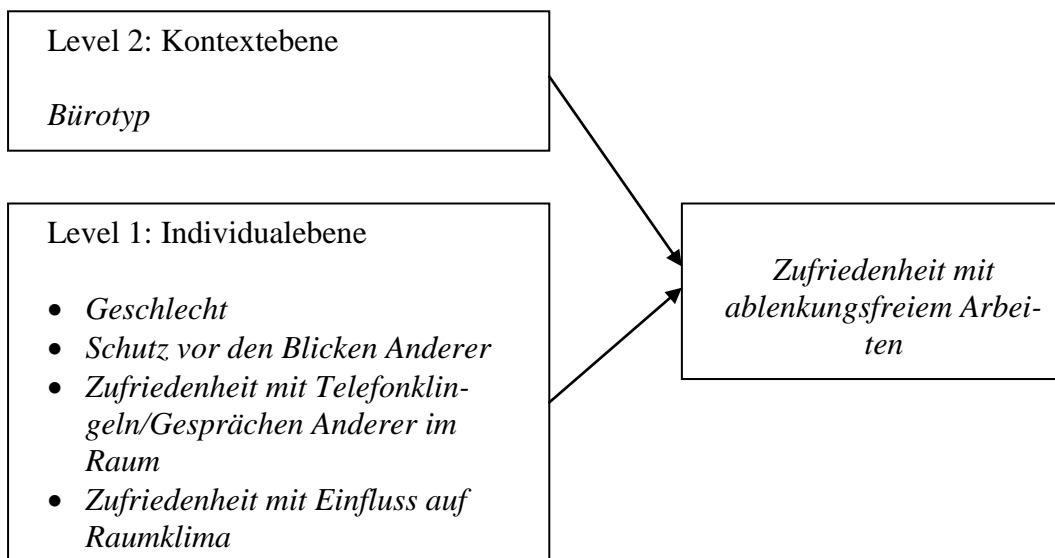 Level 2: Kontextebene
Bürotyp
Level 1: Individualebene
• Geschlecht
• Schutz vor den Blicken Anderer
• Zufriedenheit mit Telefonklin-
geln/Gesprächen Anderer im
Raum
• Zufriedenheit mit Einfluss auf
Raumklima
Zufriedenheit mit
ablenkungsfreiem Arbei-
ten